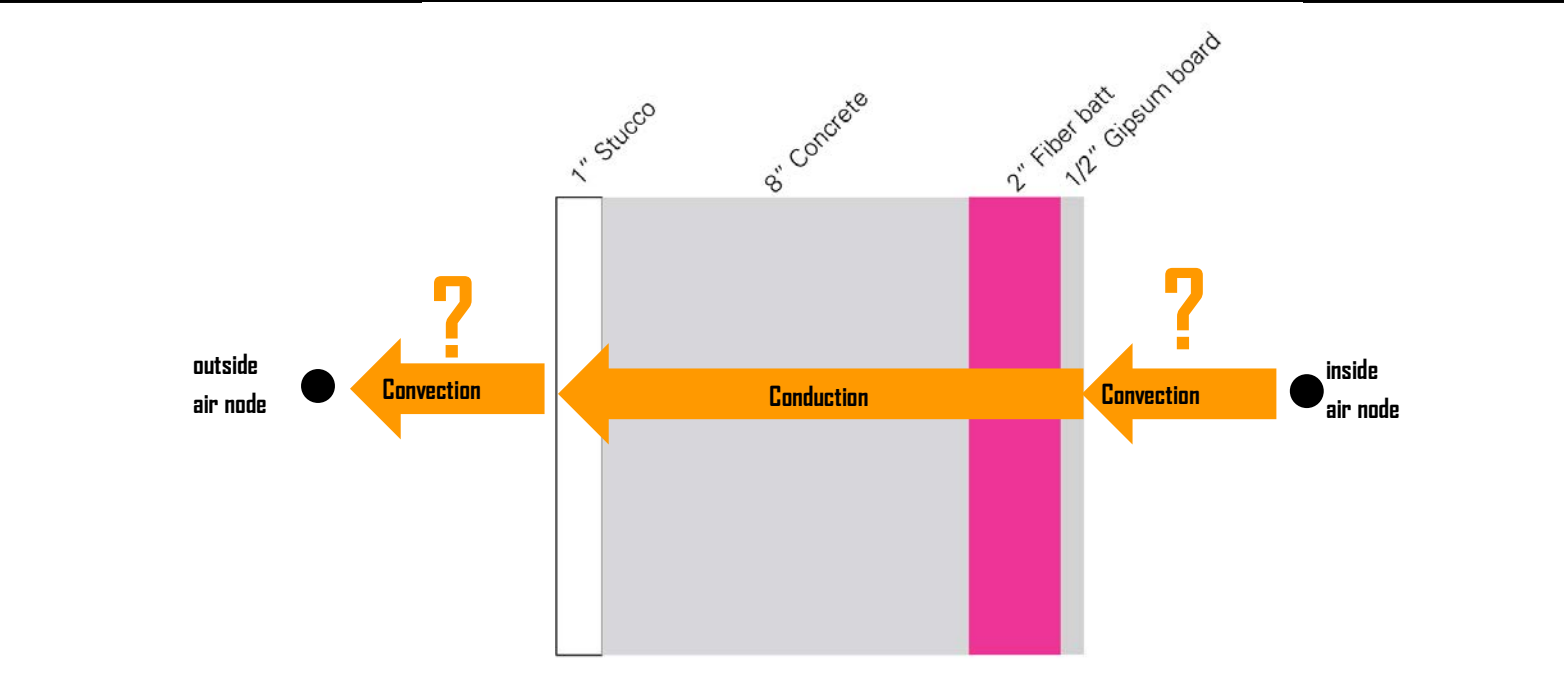 1" Stucco
8" Concrete
2" Fiber batt
1/2" Gipsum board
?
?
outside
air node
Convection
Conduction
Convection
inside
air node